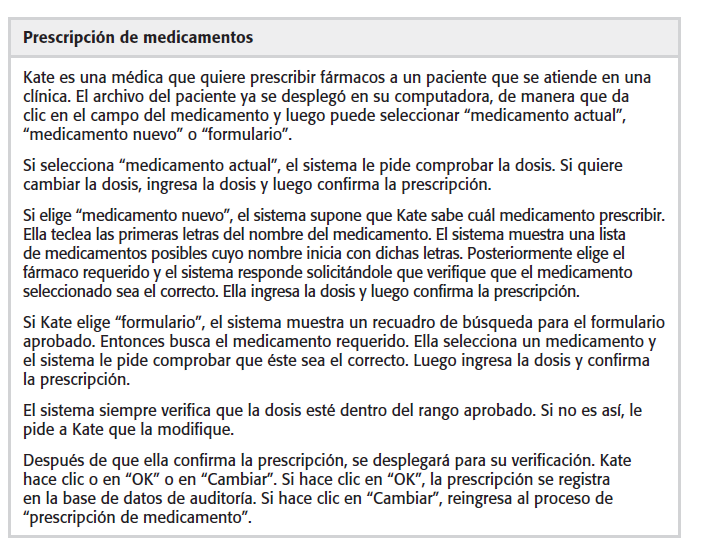 Prescripción de medicamentos
Kate es una médica que quiere prescribir fármacos a un paciente que se atiende en una
clínica. El archivo del paciente ya se desplegó en su computadora, de manera que da
clic en el campo del medicamento y luego puede seleccionar “medicamento actual”,
“medicamento nuevo” o “formulario”.
Si selecciona “medicamento actual”, el sistema le pide comprobar la dosis. Si quiere
cambiar la dosis, ingresa la dosis y luego confirma la prescripción.
Si elige “medicamento nuevo”, el sistema supone que Kate sabe cuál medicamento prescribir.
Ella teclea las primeras letras del nombre del medicamento. El sistema muestra una lista
de medicamentos posibles cuyo nombre inicia con dichas letras. Posteriormente elige el
fármaco requerido y el sistema responde solicitándole que verifique que el medicamento
seleccionado sea el correcto. Ella ingresa la dosis y luego confirma la prescripción.
Si Kate elige “formulario”, el sistema muestra un recuadro de búsqueda para el formulario
aprobado. Entonces busca el medicamento requerido. Ella selecciona un medicamento y
el sistema le pide comprobar que éste sea el correcto. Luego ingresa la dosis y confirma
la prescripción.
El sistema siempre verifica que la dosis esté dentro del rango aprobado. Si no es así, le
pide a Kate que la modifique.
Después de que ella confirma la prescripción, se desplegará para su verificación. Kate
hace clic o en “OK” o en “Cambiar”. Si hace clic en “OK”, la prescripción se registra
en la base de datos de auditoría. Si hace clic en “Cambiar”, reingresa al proceso de
“prescripción de medicamento”.